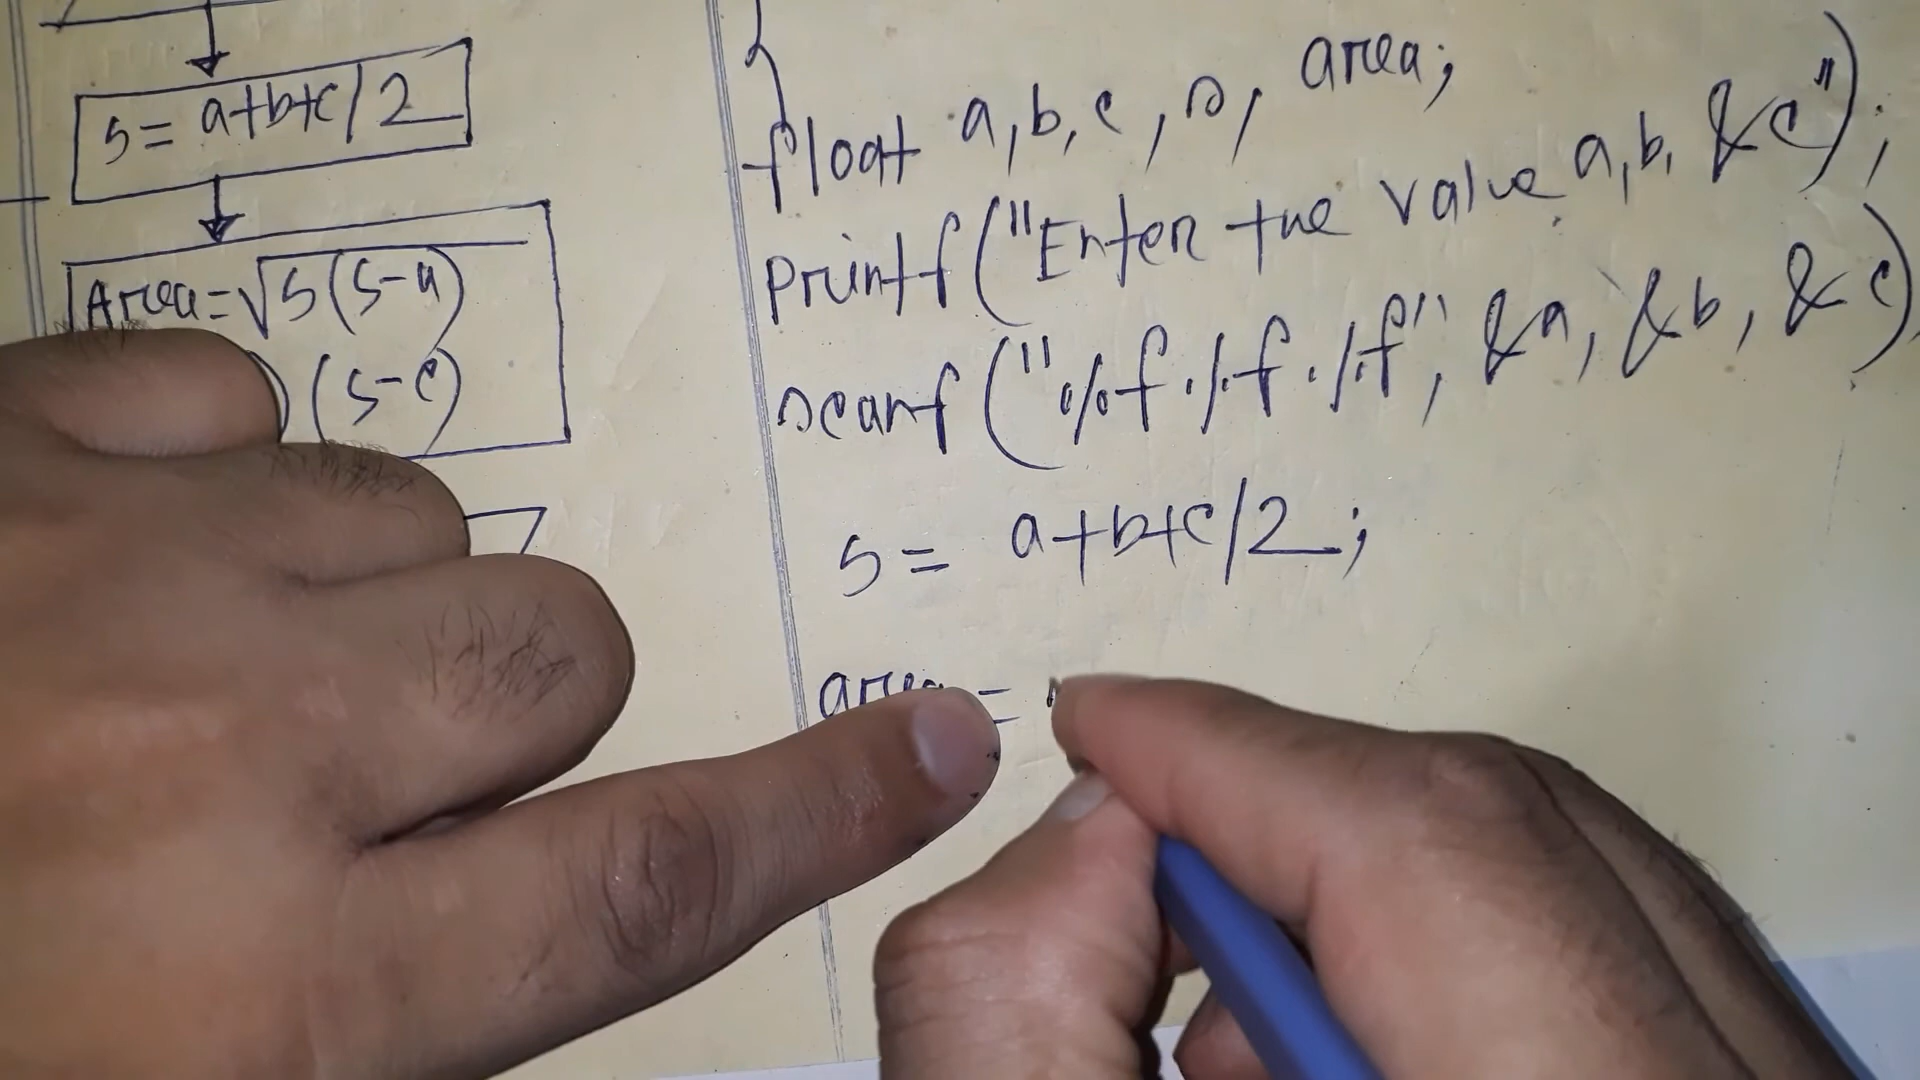 s = a+b+c/2
Area = √s(s-a)
) (s-c)
{
float a, b, c, s, area;
printf("Enter the value a, b, &c");
scanf("%f %f %f", &a, &b, &c)
s = a+b+c/2;
area =